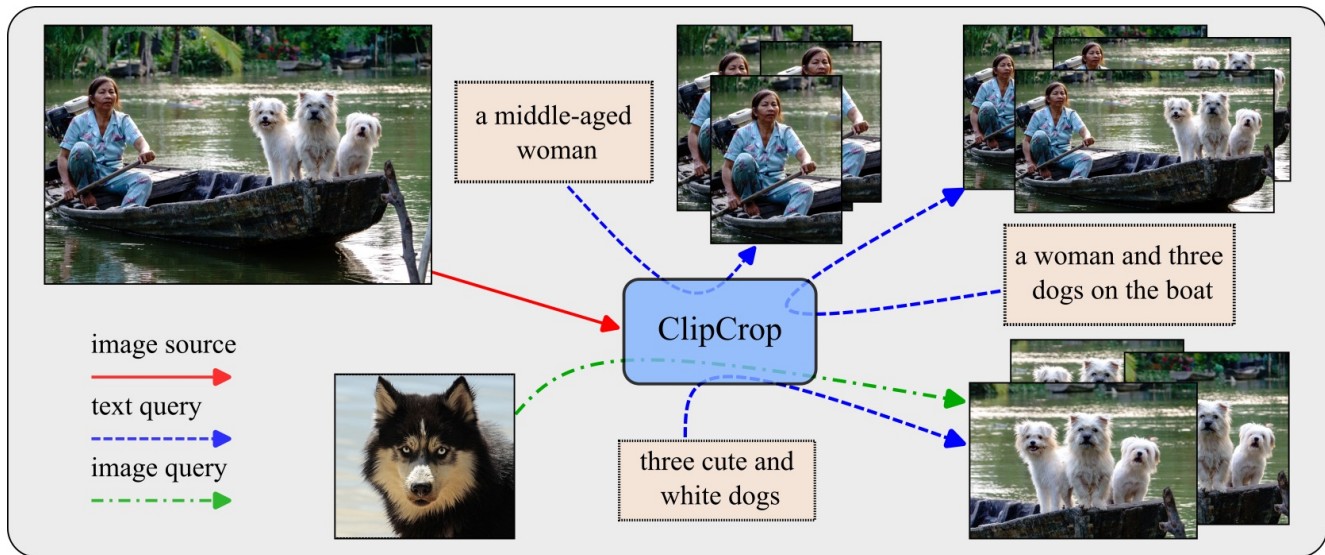 a middle-aged
woman
a woman and three
dogs on the boat
ClipCrop
image source
text query
image query
three cute and
white dogs